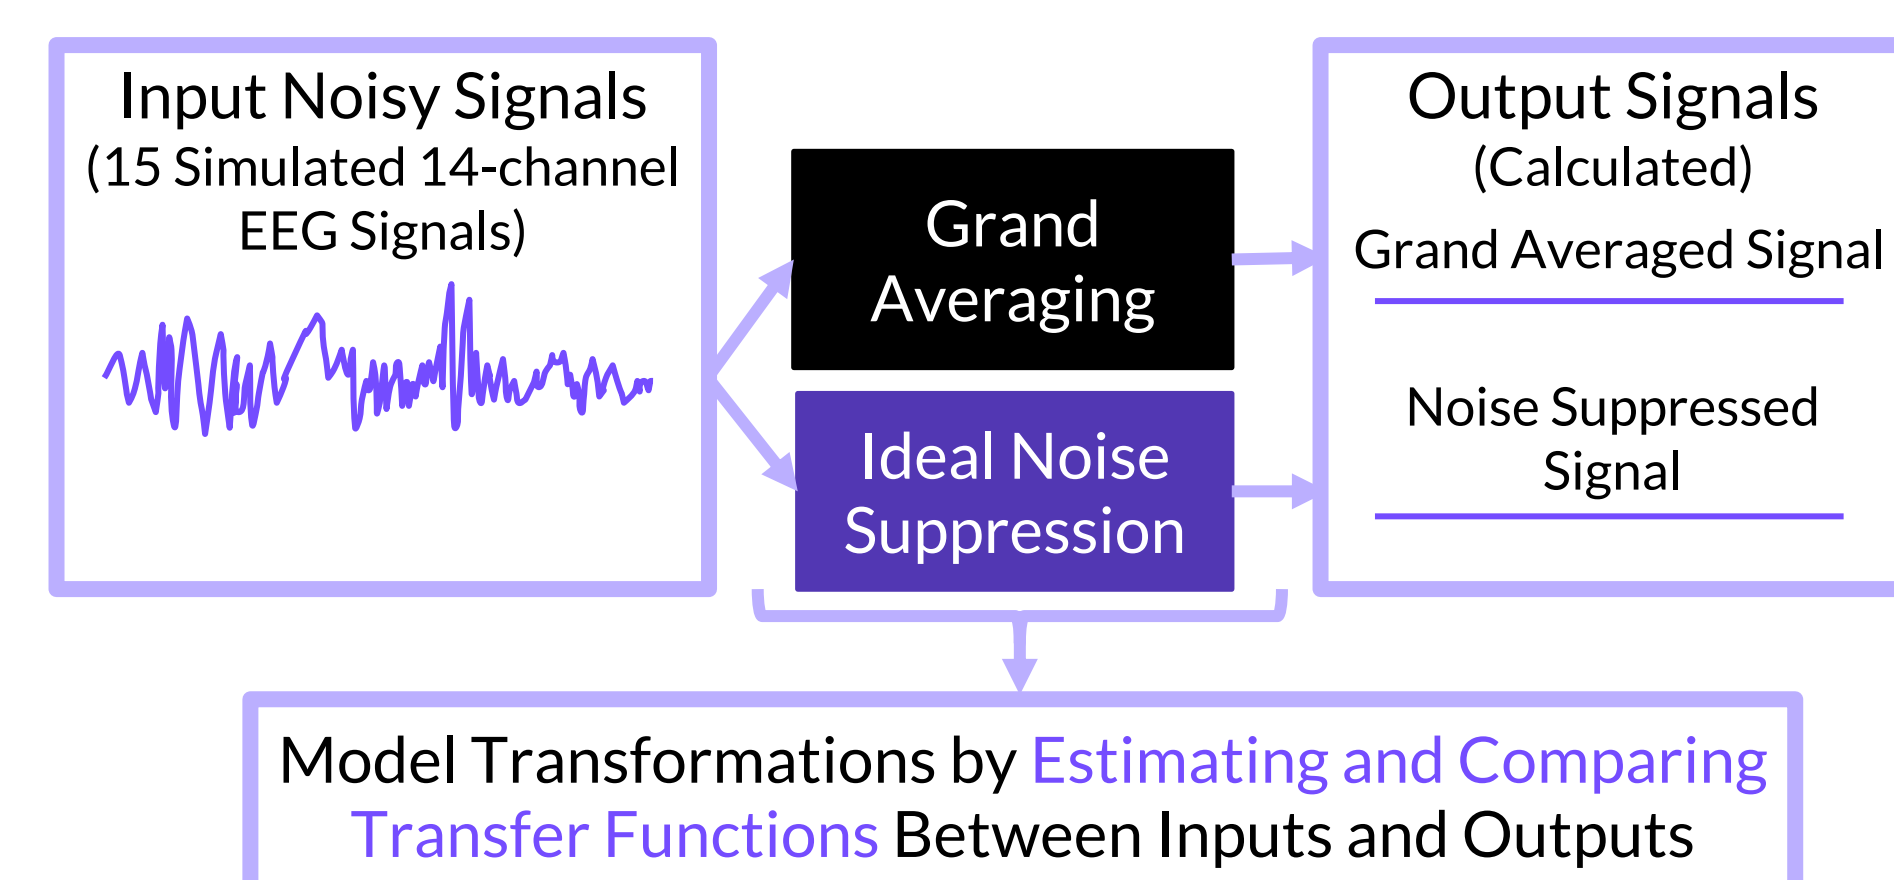 Input Noisy Signals
(15 Simulated 14-channel
EEG Signals)
Grand
Averaging
Ideal Noise
Suppression
Output Signals
(Calculated)
Grand Averaged Signal
Noise Suppressed
Signal
Model Transformations by Estimating and Comparing
Transfer Functions Between Inputs and Outputs